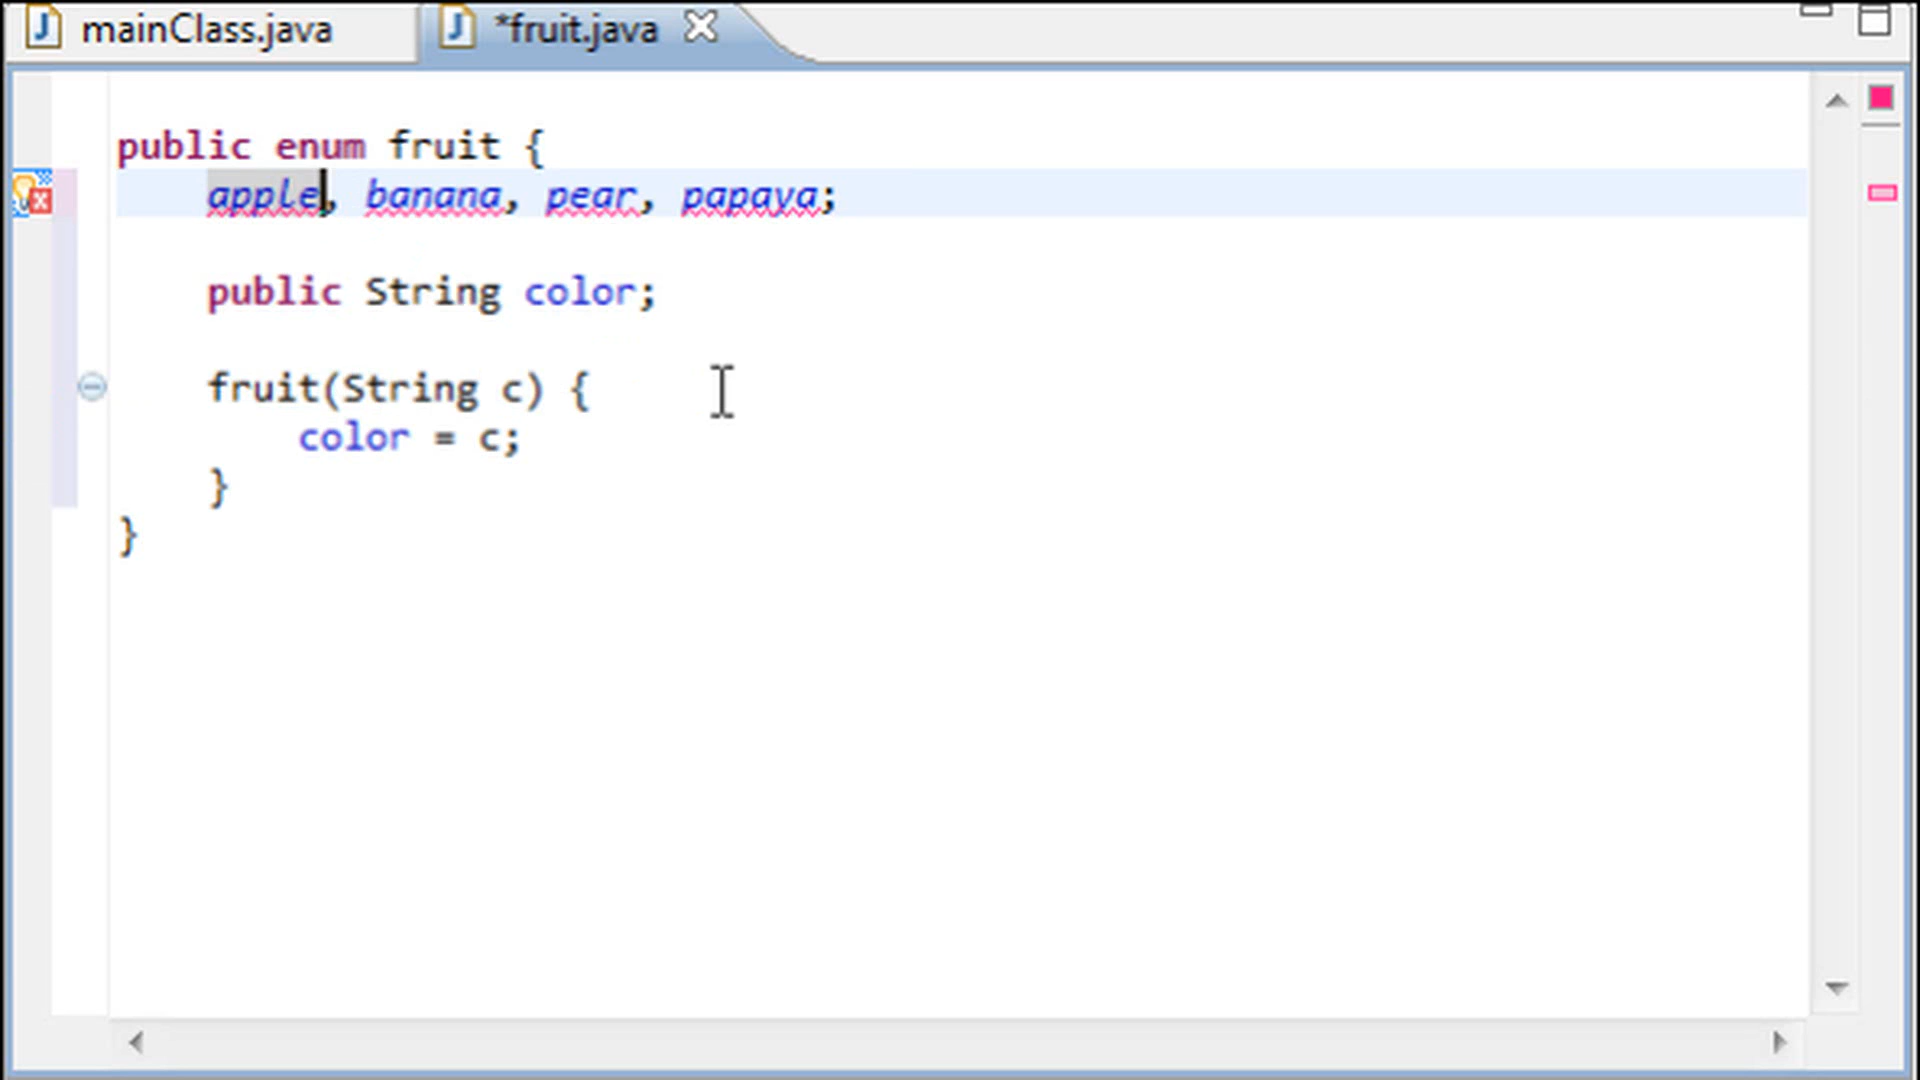 mainClass.java *fruit.java
public enum fruit {
apple, banana, pear, papaya;
public String color;
fruit(String c) {
color = c;
}
}